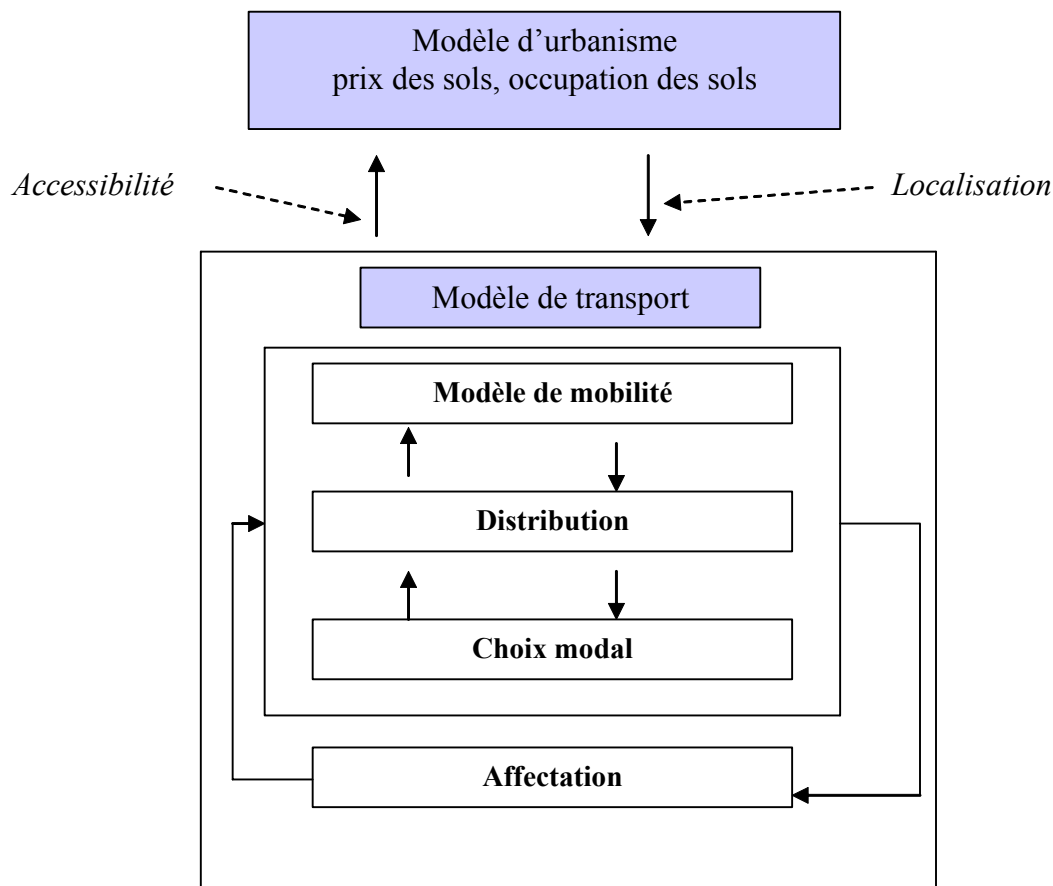 Modèle d’urbanisme
prix des sols, occupation des sols
Accessibilité
Localisation
Modèle de transport
Modèle de mobilité
Distribution
Choix modal
Affectation